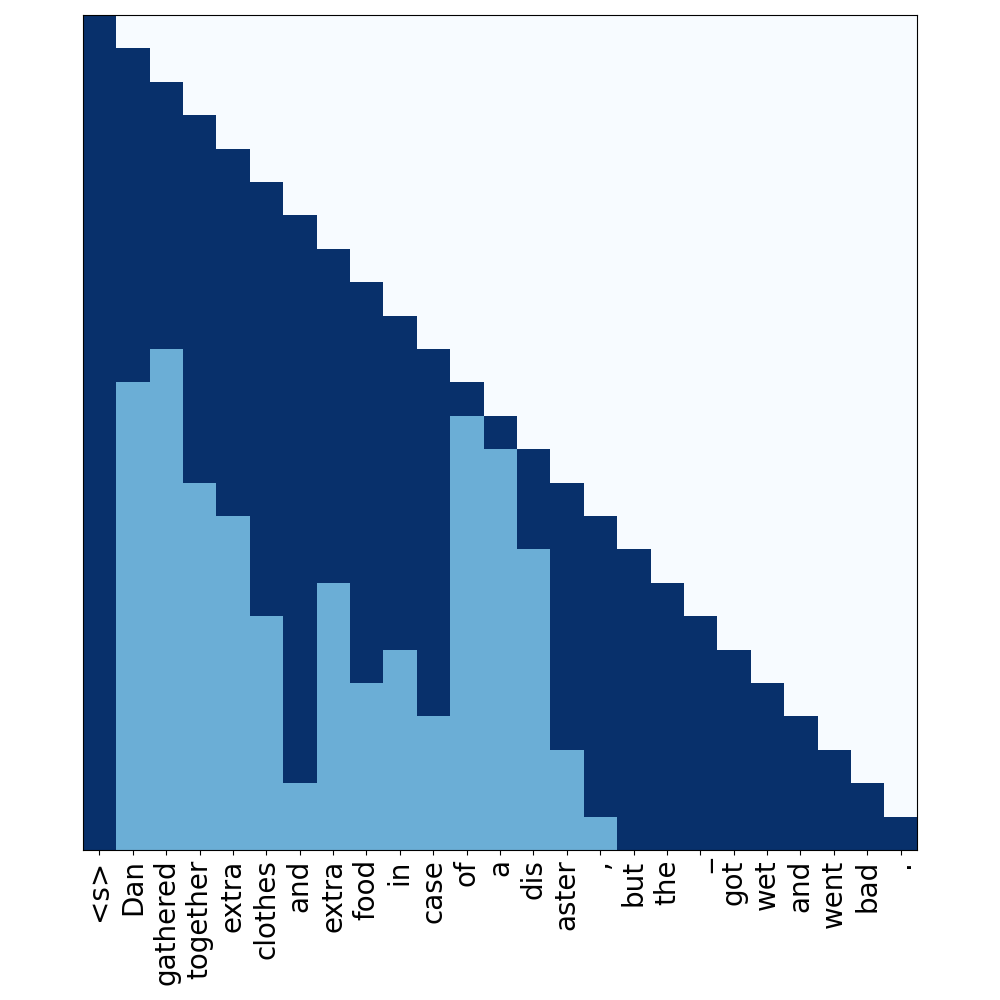 <s>
Dan
gathered
together
extra
clothes
and
extra
food
in
case
of
a
dis
aster
,
but
the
_
got
wet
and
went
bad
.